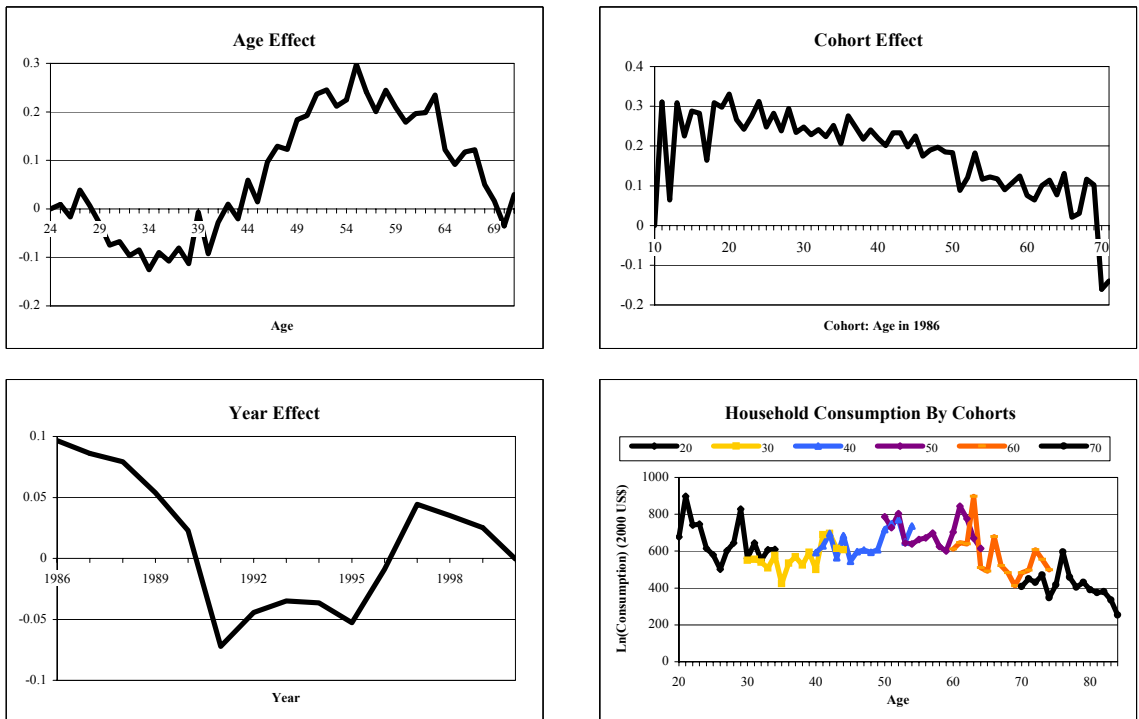 Age Effect
0.3
0.2
0.1
0
-0.1
-0.2
24 29 34 39 44 49 54 59 64 69
Age
Cohort Effect
0.4
0.3
0.2
0.1
0
-0.1
-0.2
10 20 30 40 50 60 70
Cohort: Age in 1986
Year Effect
0.1
0.05
0
-0.05
-0.1
1986 1989 1992 1995 1998
Year
Household Consumption By Cohorts
20 30 40 50 60 70
Ln(Consumption) (2000 US$)
1000
800
600
400
200
0
20 30 40 50 60 70 80
Age